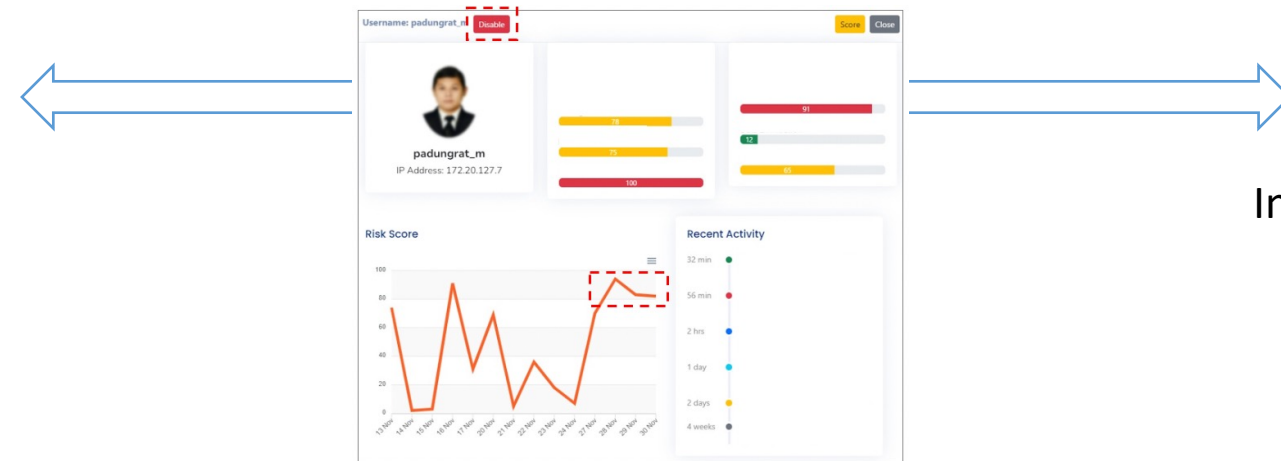 Username: padungrat_m Disable Score Close
padungrat_m
IP Address: 172.20.127.7
78
75
100
91
12
65
In
Risk Score
100
80
60
40
20
0
13 Nov 14 Nov 15 Nov 16 Nov 17 Nov 20 Nov 21 Nov 22 Nov 23 Nov 24 Nov 27 Nov 28 Nov 29 Nov 30 Nov
Recent Activity
32 min
56 min
2 hrs
1 day
2 days
4 weeks